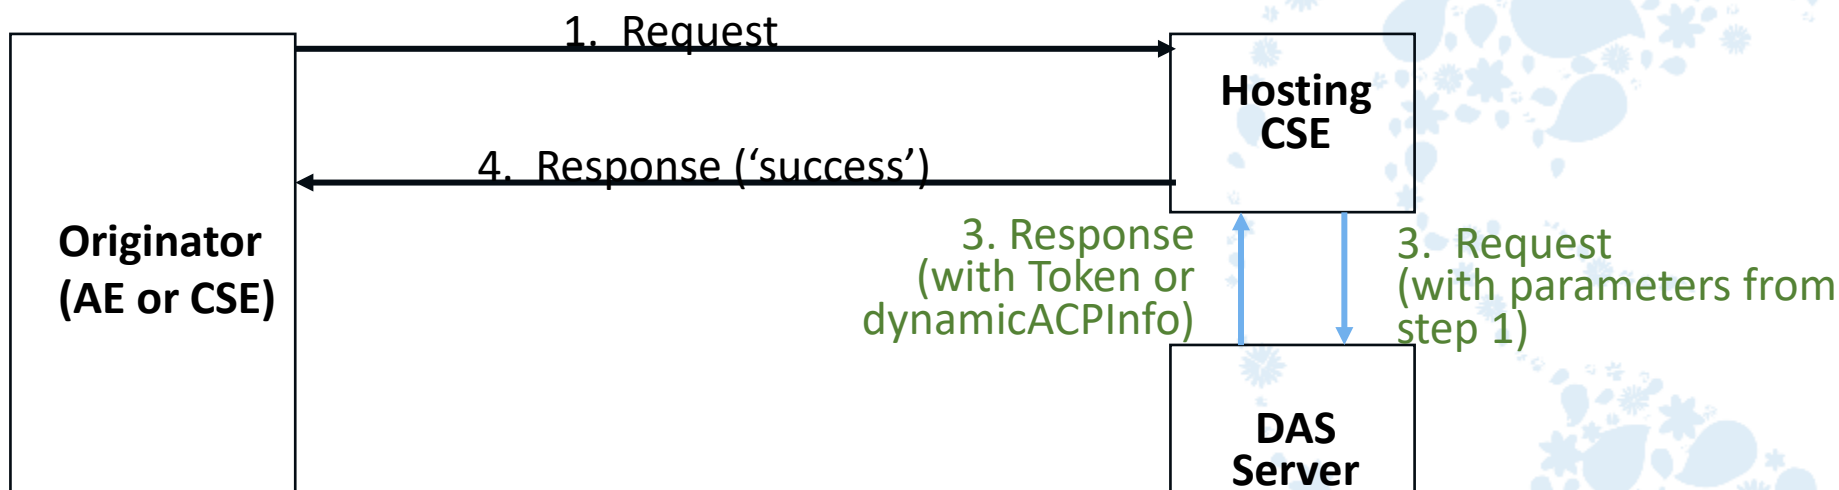 1. Request
Hosting
CSE
4. Response (‘success’)
Originator
(AE or CSE)
3. Response
(with Token or
dynamicACPInfo)
3. Request
(with parameters from
step 1)
DAS
Server